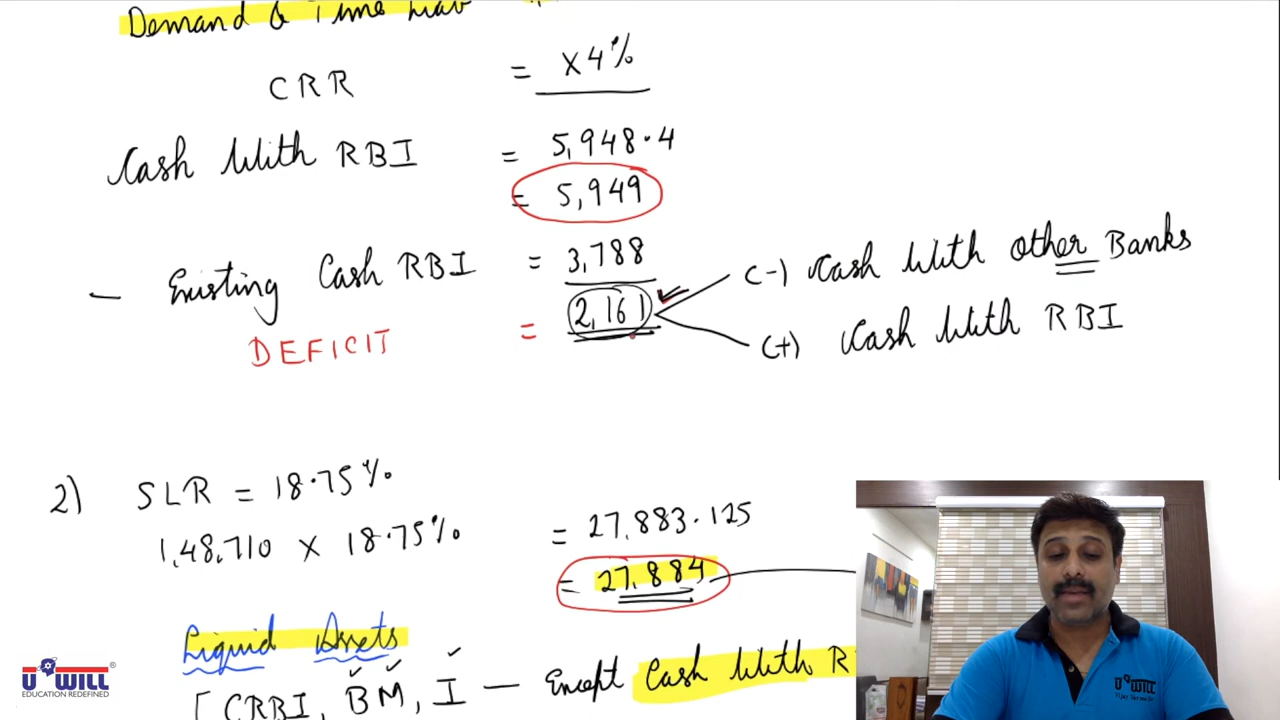 Demand & Time Liab
CRR = x 4%
Cash With RBI = 5,948.4
= 5,949
— Existing Cash RBI = 3,788
DEFICIT = 2,161
(-) Cash With Other Banks
(+) Cash With RBI
2) SLR = 18.75%
1,48,710 X 18.75% = 27,883.125
= 27,884
Liquid Assets
[CRBI, BM, I — Except Cash With R
U WILL
EDUCATION REDEFINED
U WILL